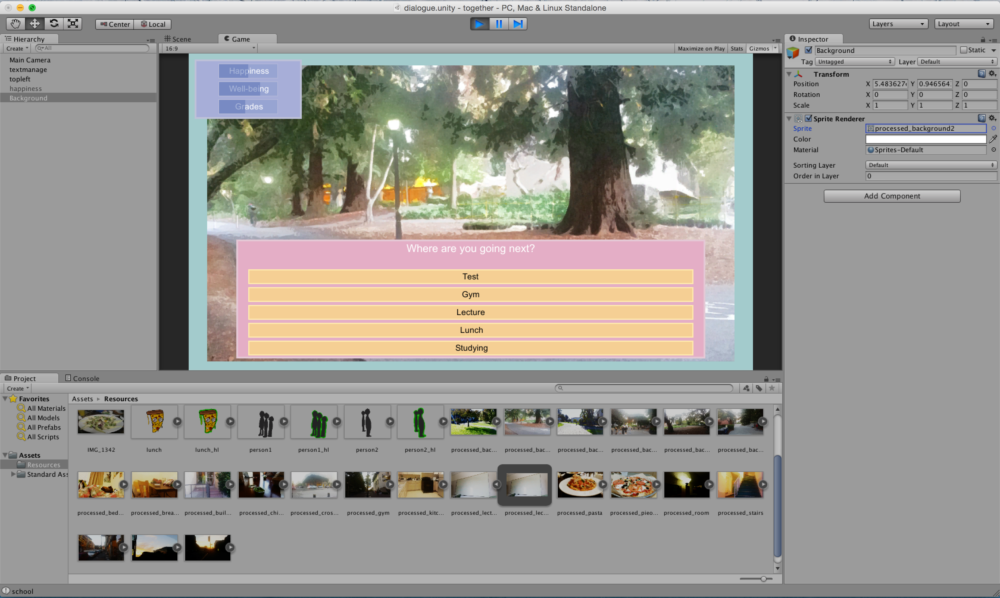 dialogue.unity - together - PC, Mac & Linux Standalone
Center Local
Layers Layout
Hierarchy
Create All
Main Camera
textmanage
topleft
happiness
Background
Scene Game
16:9 Maximize on Play Stats Gizmos
Happiness
Well-being
Grades
Where are you going next?
Test
Gym
Lecture
Lunch
Studying
Inspector
Background Static
Tag Untagged Layer Default
Transform
Position X 5.483627 Y 0.946564 Z 0
Rotation X 0 Y 0 Z 0
Scale X 1 Y 1 Z 1
Sprite Renderer
Sprite processed_background2
Color
Material Sprites-Default
Sorting Layer Default
Order in Layer 0
Add Component
Project Console
Create
Favorites
All Materials
All Models
All Prefabs
All Scripts
Assets
Resources
Standard Ass
Assets Resources
IMG_1342 lunch lunch_hl person1 person1_hl person2 person2_hl processed_bac... processed_bac... processed_bac... processed_bac... processed_bac... processed_bac...
processed_bed... processed_brea... processed_buil... processed_chi... processed_cros... processed_gym processed_kitc... processed_lect... processed_lec... processed_pasta processed_pieo... processed_room processed_stairs
school